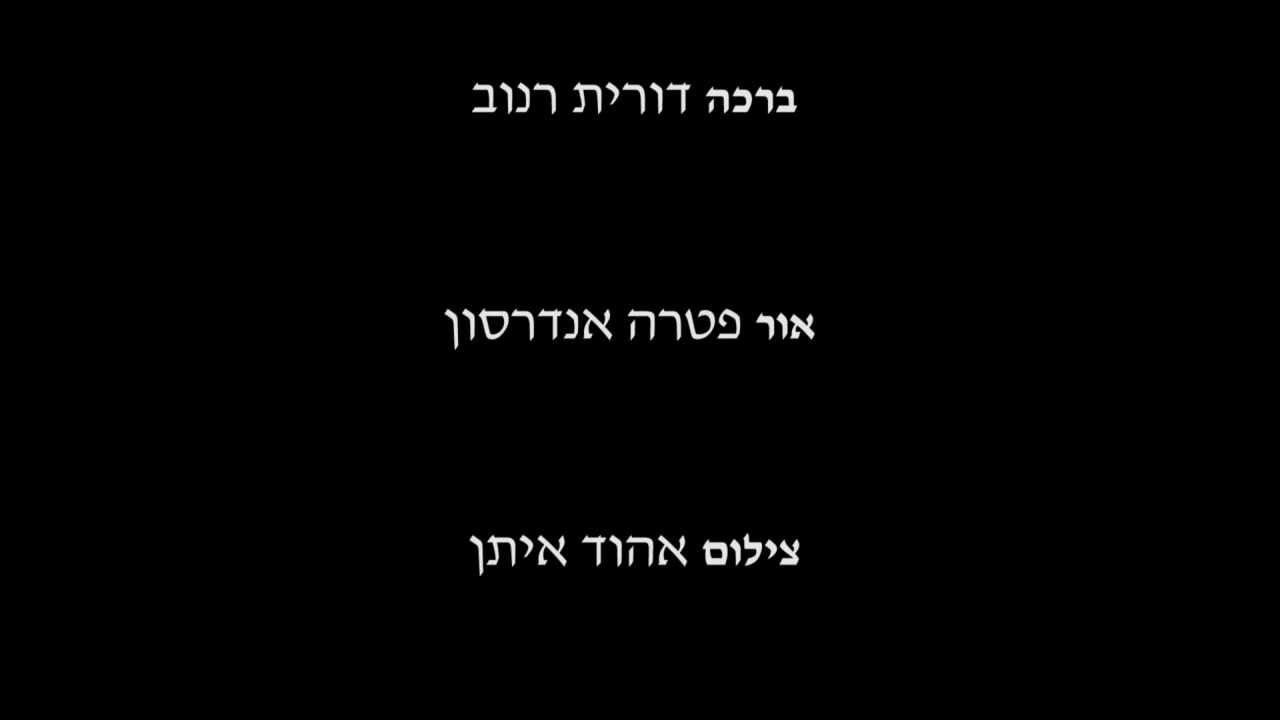 ברכה דורית רנוב
אור פטרה אנדרסון
צילום אהוד איתן